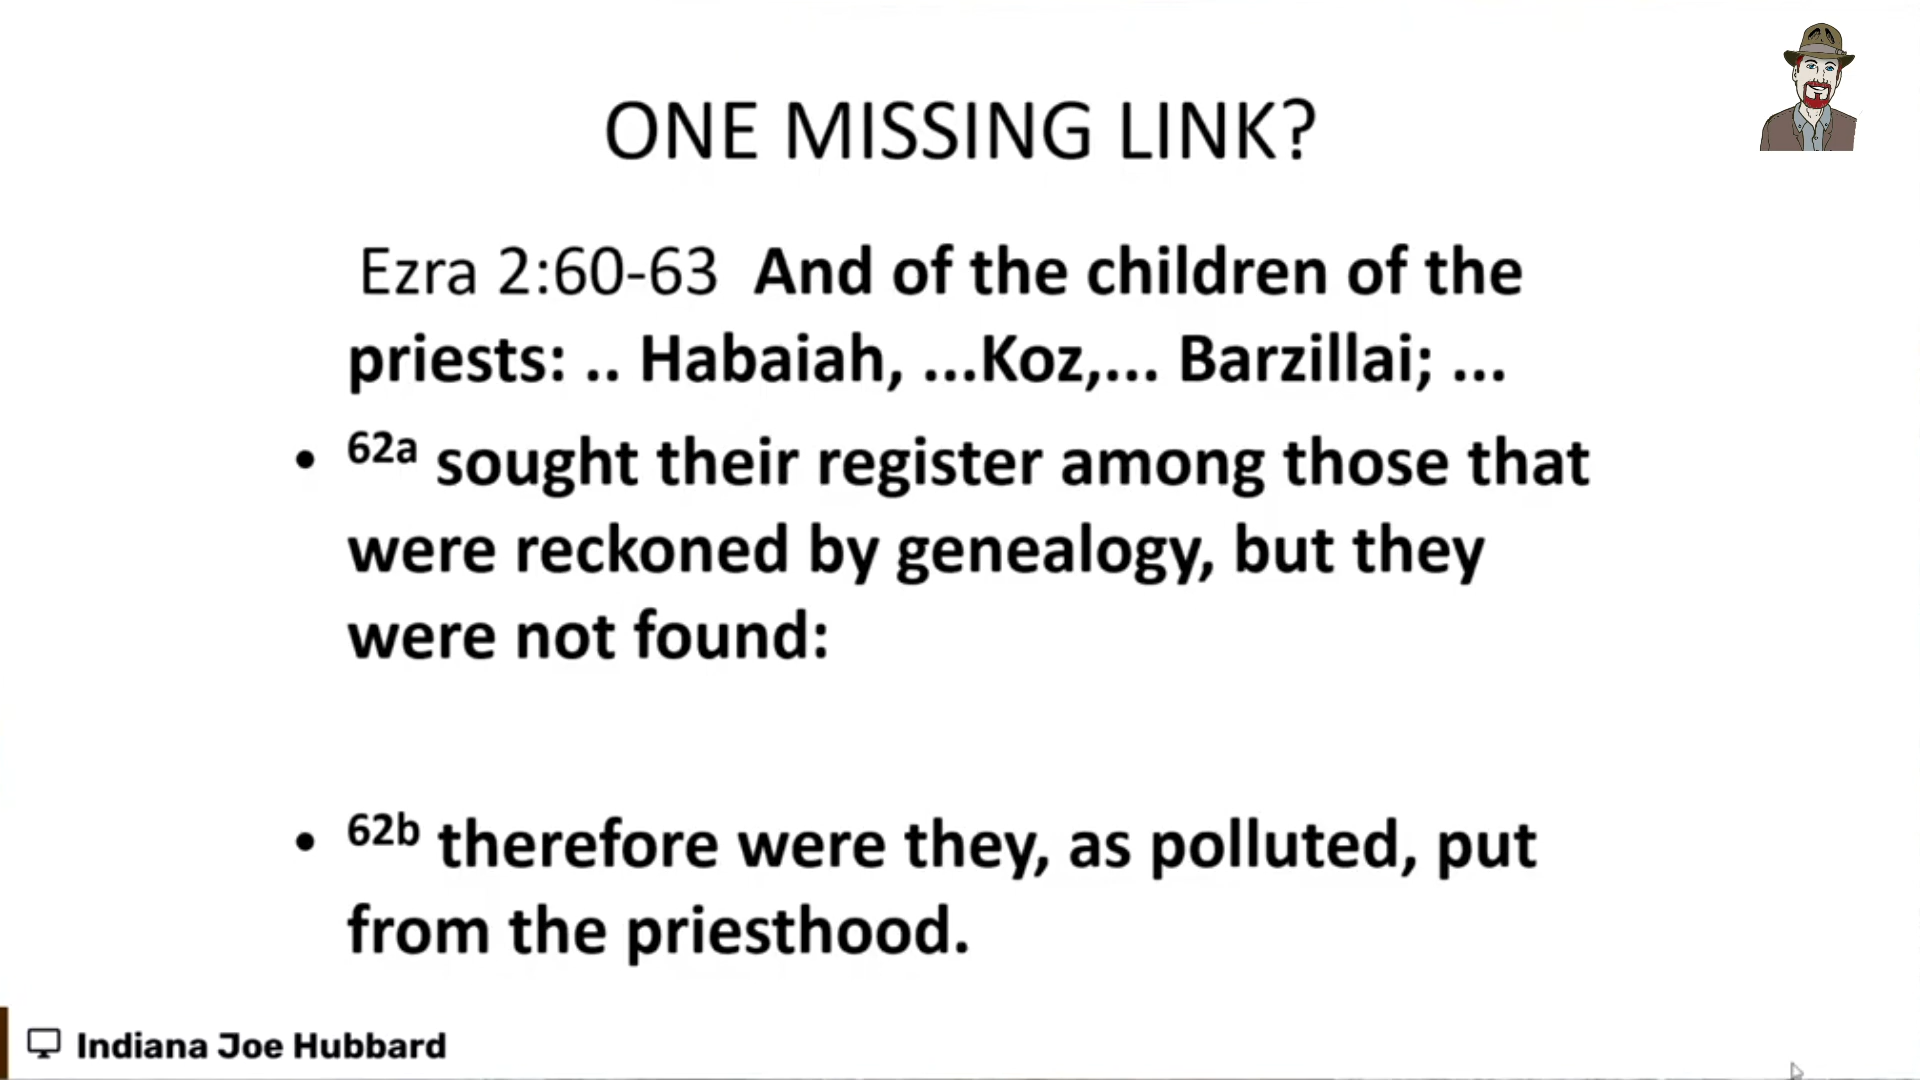 ONE MISSING LINK?
Ezra 2:60-63 And of the children of the
priests: .. Habaiah, ...Koz,... Barzillai; ...
• 62a sought their register among those that
were reckoned by genealogy, but they
were not found:
• 62b therefore were they, as polluted, put
from the priesthood.
Indiana Joe Hubbard